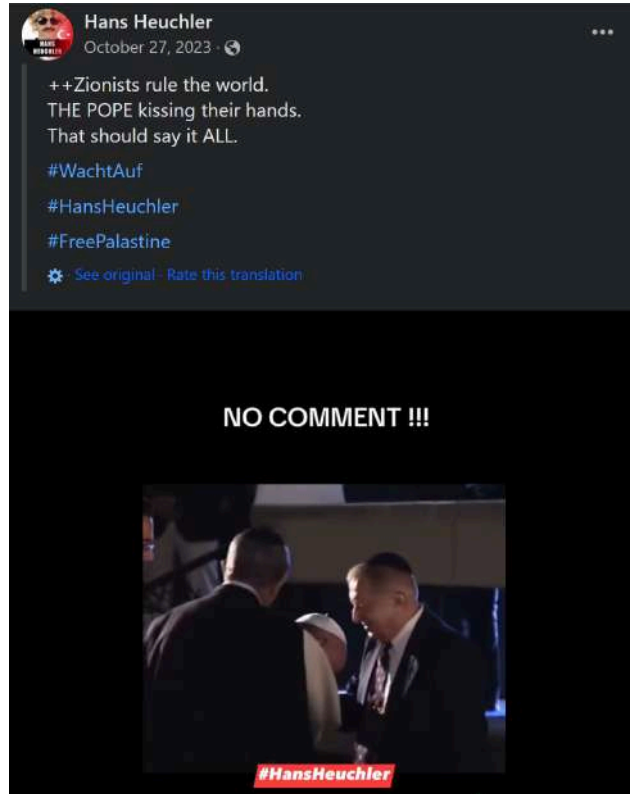 Hans Heuchler
October 27, 2023 ·
++Zionists rule the world.
THE POPE kissing their hands.
That should say it ALL.
#WachtAuf
#HansHeuchler
#FreePalastine
· See original · Rate this translation
NO COMMENT !!!
#HansHeuchler